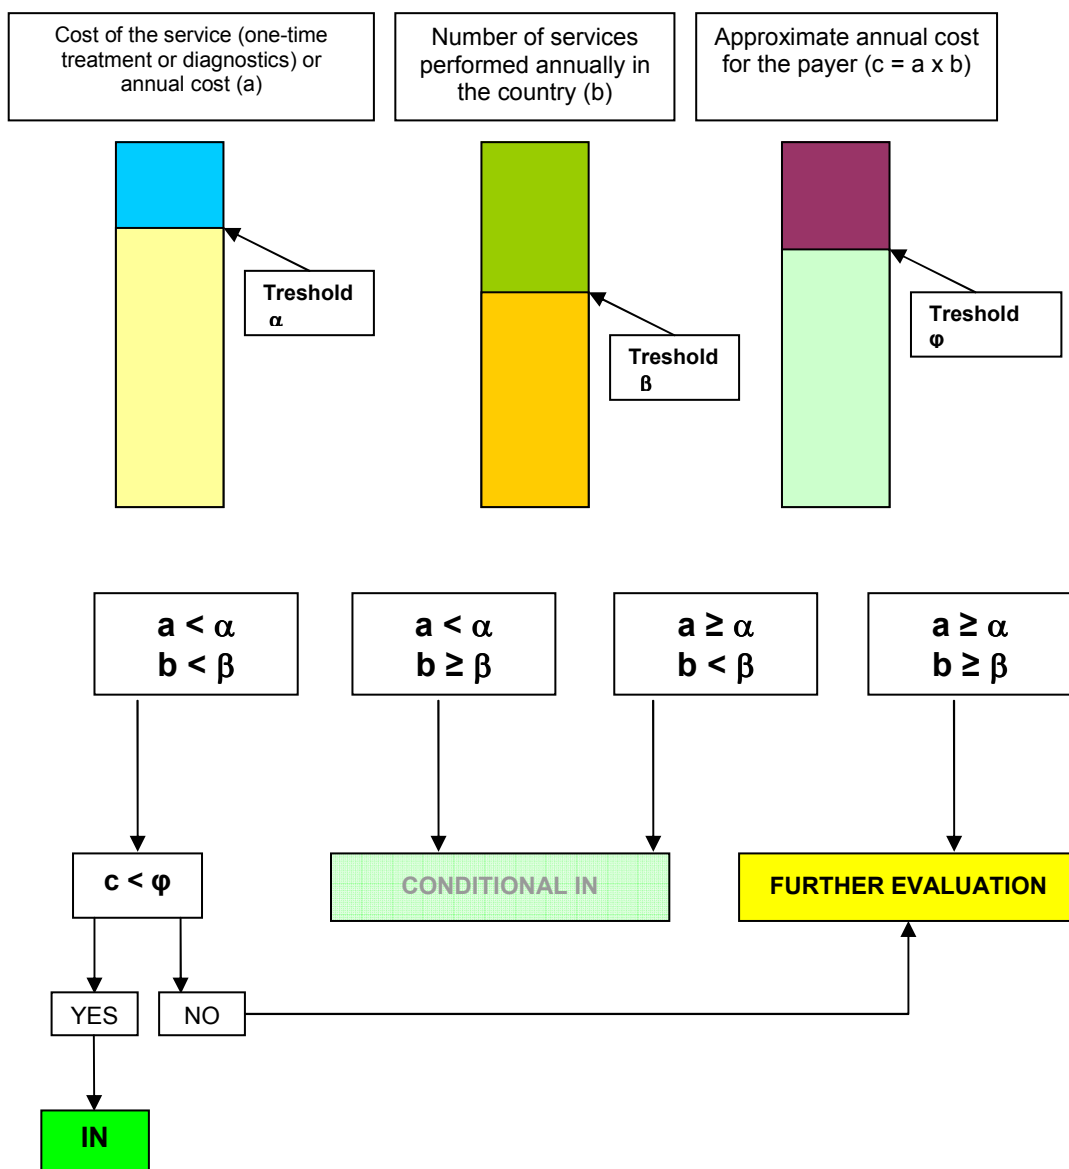 Cost of the service (one-time
treatment or diagnostics) or
annual cost (a)
Number of services
performed annually in
the country (b)
Approximate annual cost
for the payer (c = a x b)
Treshold
α
Treshold
β
Treshold
φ
a < α
b < β
a < α
b ≥ β
a ≥ α
b < β
a ≥ α
b ≥ β
c < φ
CONDITIONAL IN
FURTHER EVALUATION
YES
NO
IN